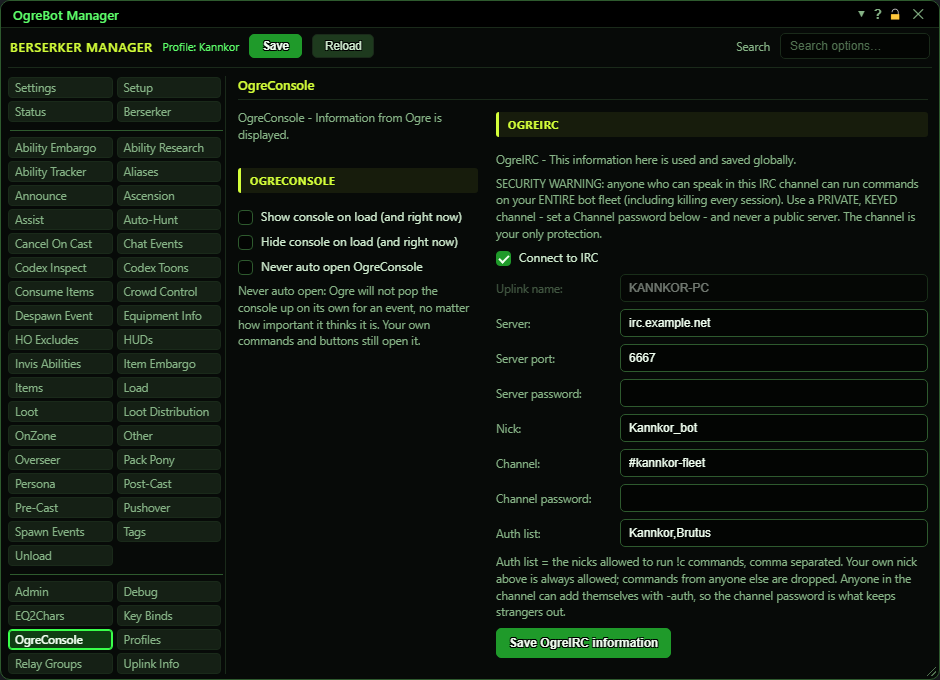 OgreBot Manager
?
BERSERKER MANAGER Profile: Kannkor Save Reload Search Search options...
Settings Setup
Status Berserker
Ability Embargo Ability Research
Ability Tracker Aliases
Announce Ascension
Assist Auto-Hunt
Cancel On Cast Chat Events
Codex Inspect Codex Toons
Consume Items Crowd Control
Despawn Event Equipment Info
HO Excludes HUDs
Invis Abilities Item Embargo
Items Load
Loot Loot Distribution
OnZone Other
Overseer Pack Pony
Persona Post-Cast
Pre-Cast Pushover
Spawn Events Tags
Unload
Admin Debug
EQ2Chars Key Binds
OgreConsole Profiles
Relay Groups Uplink Info
OgreConsole
OgreConsole - Information from Ogre is
displayed.
OGRECONSOLE
Show console on load (and right now)
Hide console on load (and right now)
Never auto open OgreConsole
Never auto open: Ogre will not pop the
console up on its own for an event, no matter
how important it thinks it is. Your own
commands and buttons still open it.
OGREIRC
OgreIRC - This information here is used and saved globally.
SECURITY WARNING: anyone who can speak in this IRC channel can run commands
on your ENTIRE bot fleet (including killing every session). Use a PRIVATE, KEYED
channel - set a Channel password below - and never a public server. The channel is
your only protection.
Connect to IRC
Uplink name: KANNKOR-PC
Server: irc.example.net
Server port: 6667
Server password:
Nick: Kannkor_bot
Channel: #kannkor-fleet
Channel password:
Auth list: Kannkor,Brutus
Auth list = the nicks allowed to run !c commands, comma separated. Your own nick
above is always allowed; commands from anyone else are dropped. Anyone in the
channel can add themselves with -auth, so the channel password is what keeps
strangers out.
Save OgreIRC information